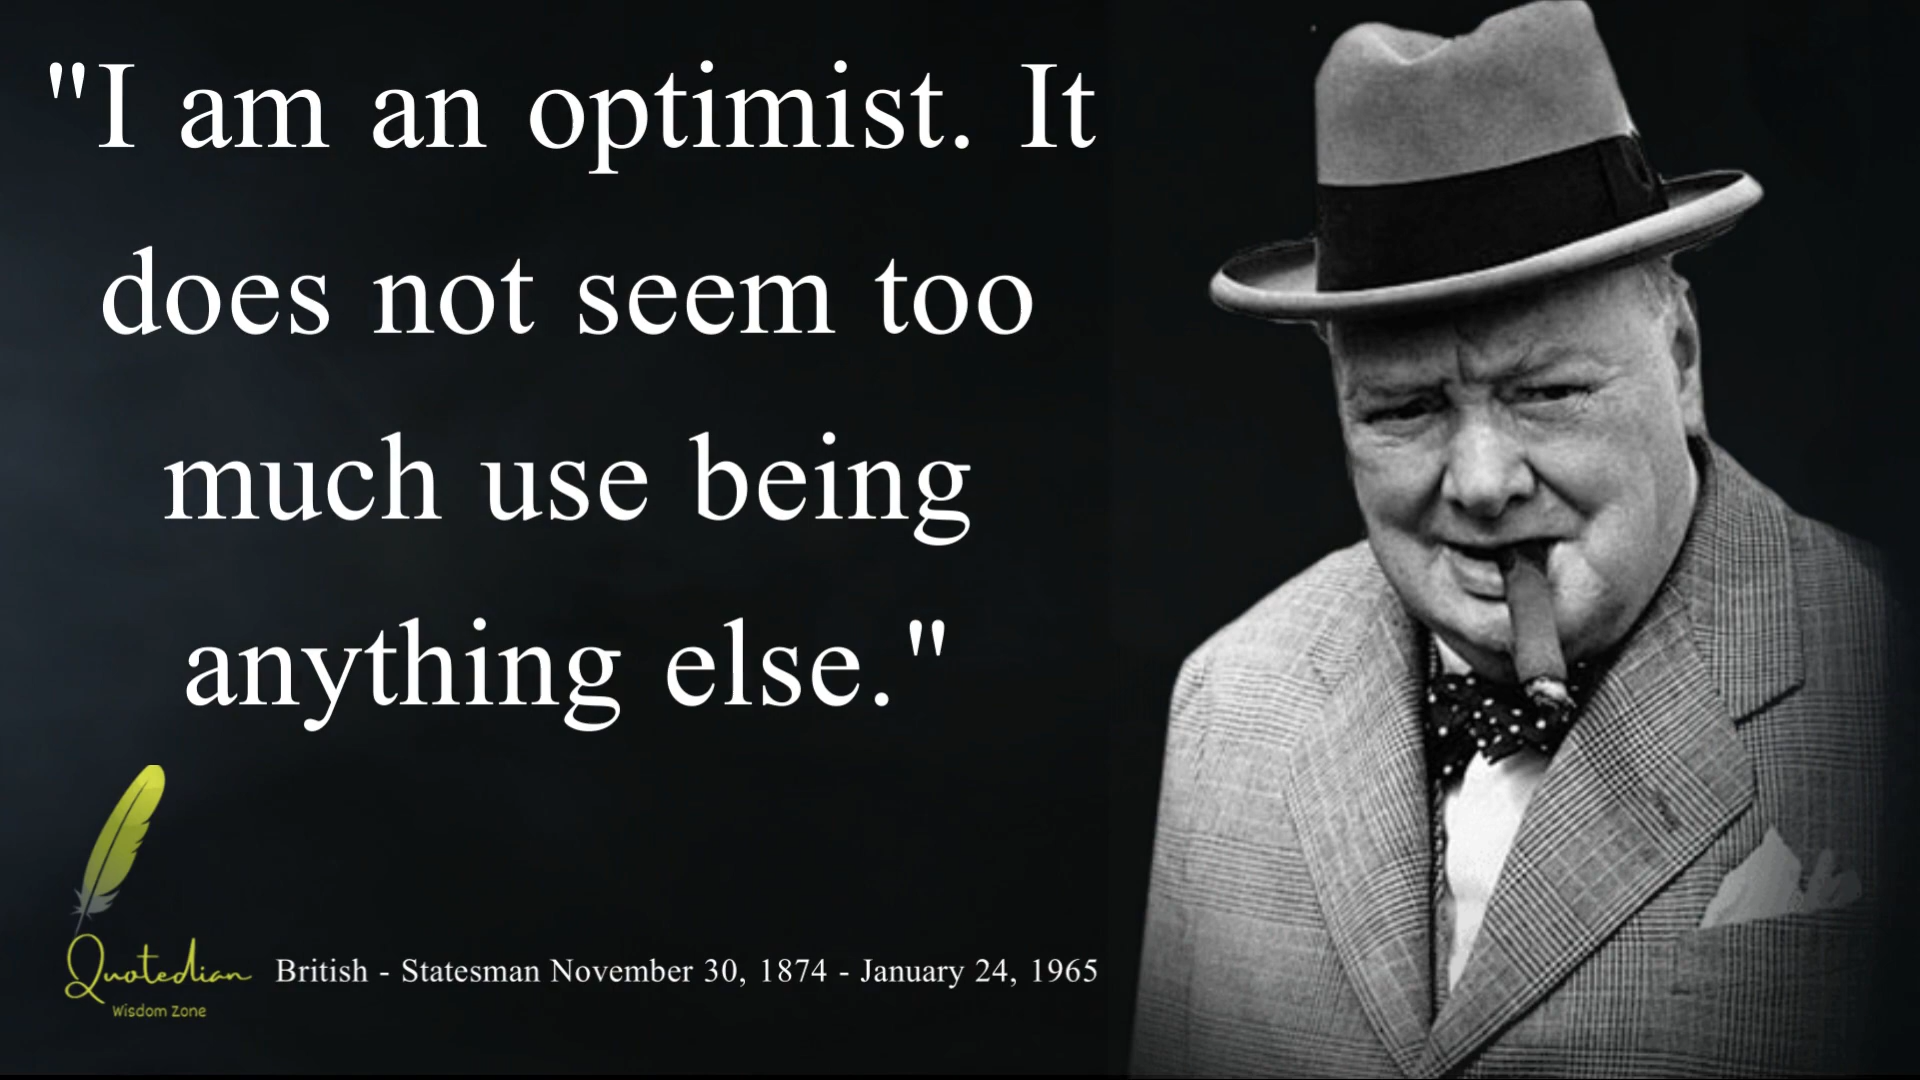 "I am an optimist. It
does not seem too
much use being
anything else."
Quotedian
Wisdom Zone
British - Statesman November 30, 1874 - January 24, 1965